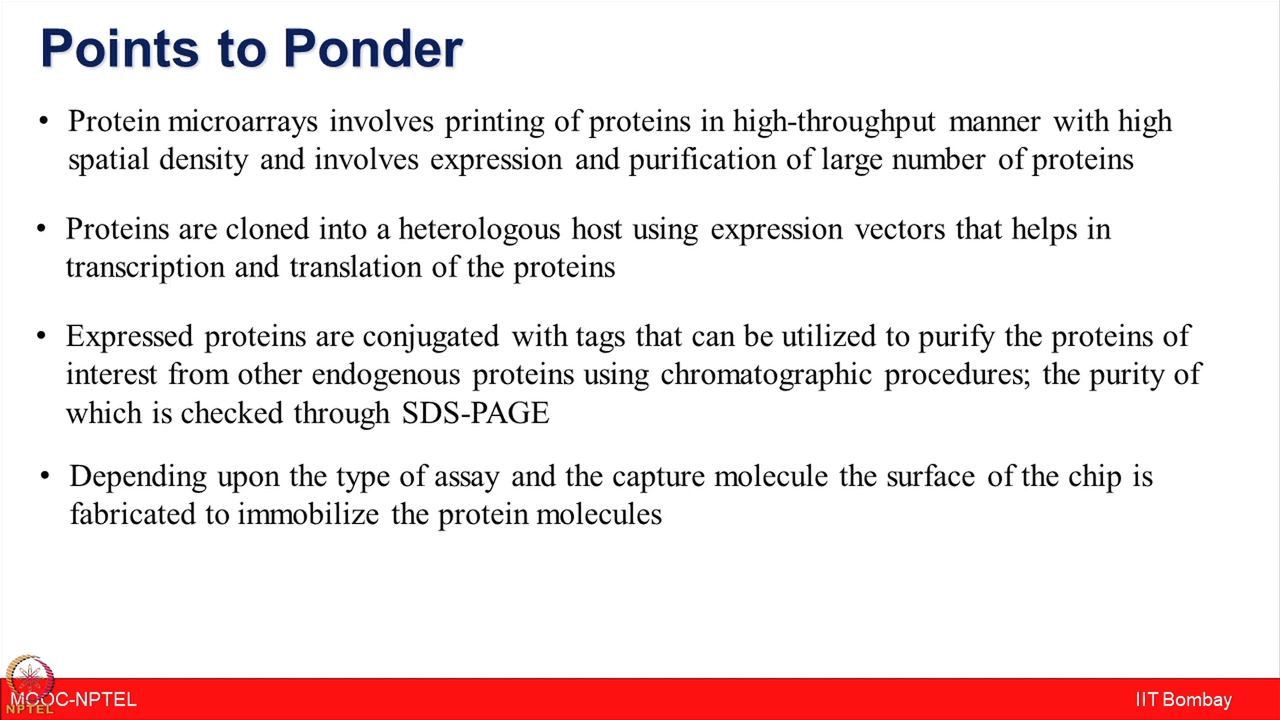 Points to Ponder
• Protein microarrays involves printing of proteins in high-throughput manner with high
spatial density and involves expression and purification of large number of proteins
• Proteins are cloned into a heterologous host using expression vectors that helps in
transcription and translation of the proteins
• Expressed proteins are conjugated with tags that can be utilized to purify the proteins of
interest from other endogenous proteins using chromatographic procedures; the purity of
which is checked through SDS-PAGE
• Depending upon the type of assay and the capture molecule the surface of the chip is
fabricated to immobilize the protein molecules
MOOC-NPTEL
NPTEL
IIT Bombay